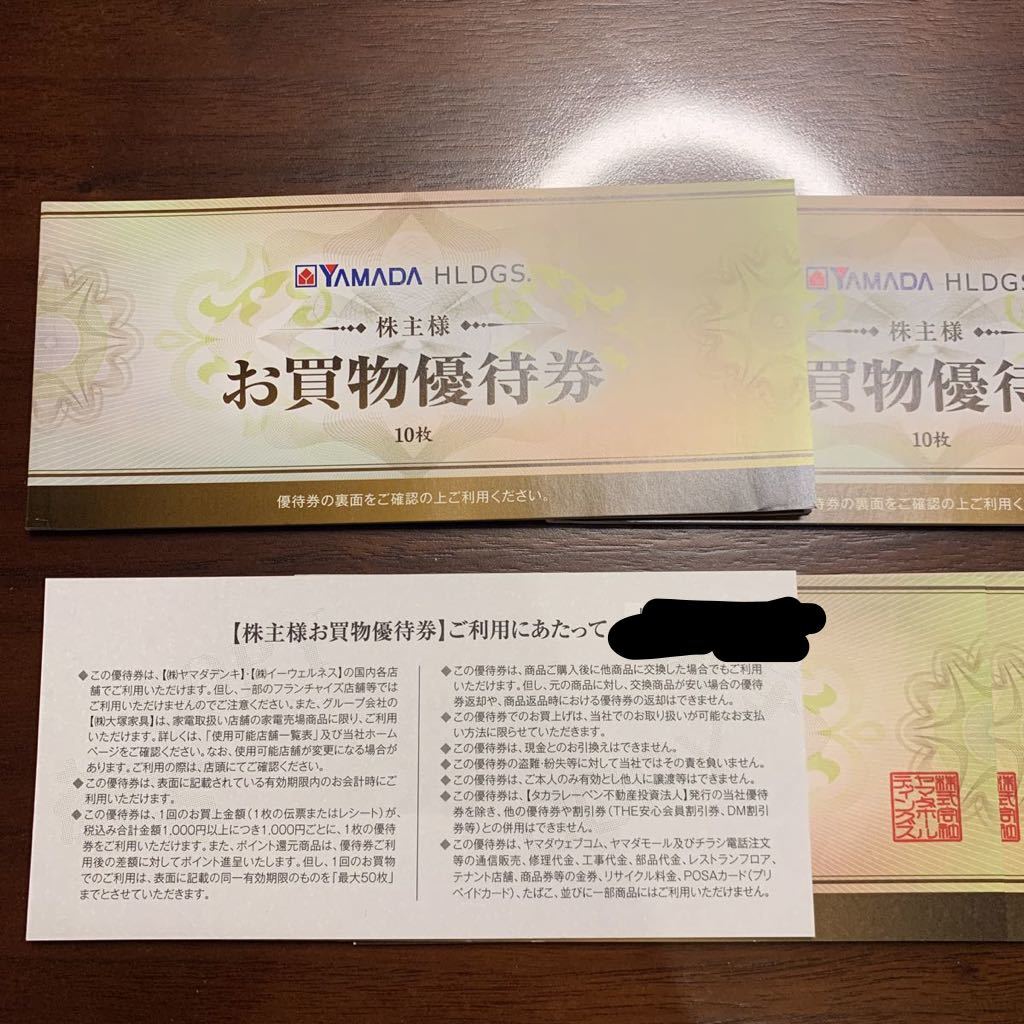 YAMADA HLDGS.
株主様
お買物優待券
10枚
優待券の裏面をご確認の上ご利用ください。
YAMADA HLDGS
株主様
買物優待
10枚
待券の裏面をご確認の上ご利用く
【株主様お買物優待券】ご利用にあたって
◆この優待券は、【㈱ヤマダデンキ】・【㈱イーウェルネス】の国内各店
舗でご利用いただけます。但し、一部のフランチャイズ店舗等では
ご利用いただけませんのでご注意ください。また、グループ会社の
【㈱大塚家具】は、家電取扱い店舗の家電売場商品に限り、ご利用
いただけます。詳しくは、「使用可能店舗一覧表」及び当社ホーム
ページをご確認ください。なお、使用可能店舗が変更になる場合が
あります。ご利用の際は、店頭にてご確認ください。
◆この優待券は、表面に記載されている有効期限内のお会計時にご
利用いただけます。
◆この優待券は、1回のお買上金額(1枚の伝票またはレシート)が、
税込み合計金額1,000円以上につき1,000円ごとに、1枚の優待
券をご利用いただけます。また、ポイント還元商品は、優待券ご利
用後の差額に対してポイント進呈いたします。但し、1回のお買物
でのご利用は、表面に記載の同一有効期限のものを「最大50枚」
までとさせていただきます。
◆この優待券は、商品ご購入後に他商品に交換した場合でもご利用
いただけます。但し、元の商品に対し、交換商品が安い場合の優待
券返却や、商品返品時における優待券の返却はできません。
◆この優待券でのお買上げは、当社でのお取り扱いが可能なお支払
い方法に限らせていただきます。
◆この優待券は、現金とのお引換えはできません。
◆この優待券の盗難・紛失等に対して当社ではその責を負いません。
◆この優待券は、ご本人のみ有効とし他人に譲渡等はできません。
◆この優待券は、【タカラレーベン不動産投資法人】発行の当社優待券
を除き、他の優待券や割引券(THE安心会員割引券、DM割引
券等)との併用はできません。
◆この優待券は、ヤマダウェブコム、ヤマダモール及びチラシ電話注文
等の通信販売、修理代金、工事代金、部品代金、レストランフロア、
テナント店舗、商品券等の金券、リサイクル料金、POSAカード(プリ
ペイドカード)、たばこ、並びに一部商品にはご利用いただけません。
株式会社
ヤマダホール
ディングス
株式会社